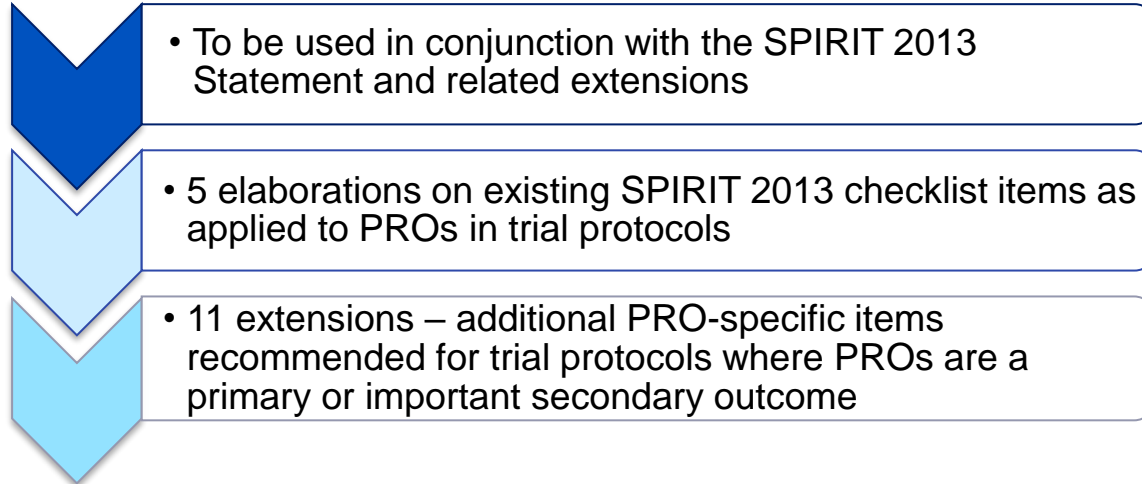 • To be used in conjunction with the SPIRIT 2013
Statement and related extensions
• 5 elaborations on existing SPIRIT 2013 checklist items as
applied to PROs in trial protocols
• 11 extensions – additional PRO-specific items
recommended for trial protocols where PROs are a
primary or important secondary outcome